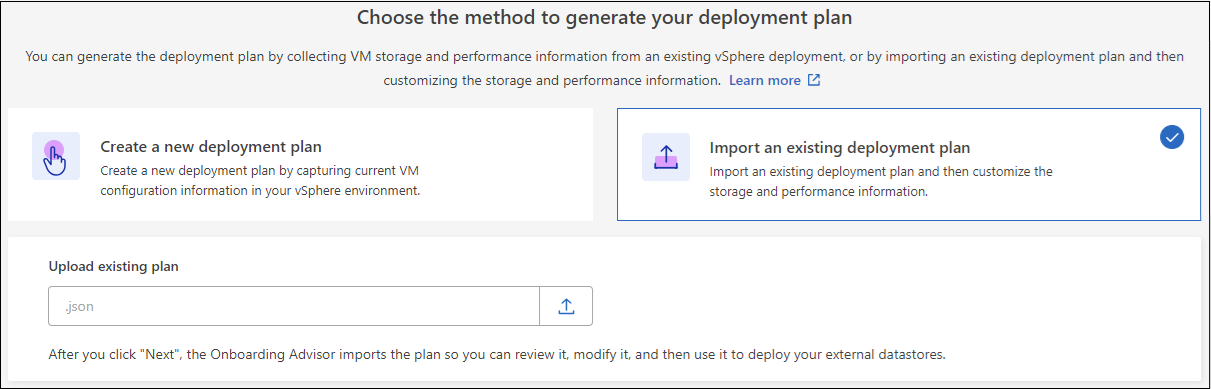 Choose the method to generate your deployment plan
You can generate the deployment plan by collecting VM storage and performance information from an existing vSphere deployment, or by importing an existing deployment plan and then
customizing the storage and performance information. Learn more
Create a new deployment plan
Create a new deployment plan by capturing current VM
configuration information in your vSphere environment.
Import an existing deployment plan
Import an existing deployment plan and then customize the
storage and performance information.
Upload existing plan
.json
After you click "Next", the Onboarding Advisor imports the plan so you can review it, modify it, and then use it to deploy your external datastores.